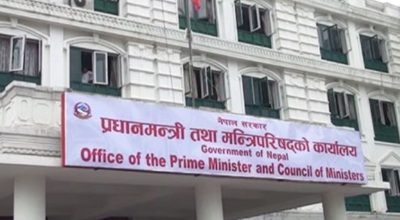 नेपाल सरकार
प्रधानमन्त्री तथा मन्त्रिपरिषद्को कार्यालय
Government of Nepal
Office of the Prime Minister and Council of Ministers